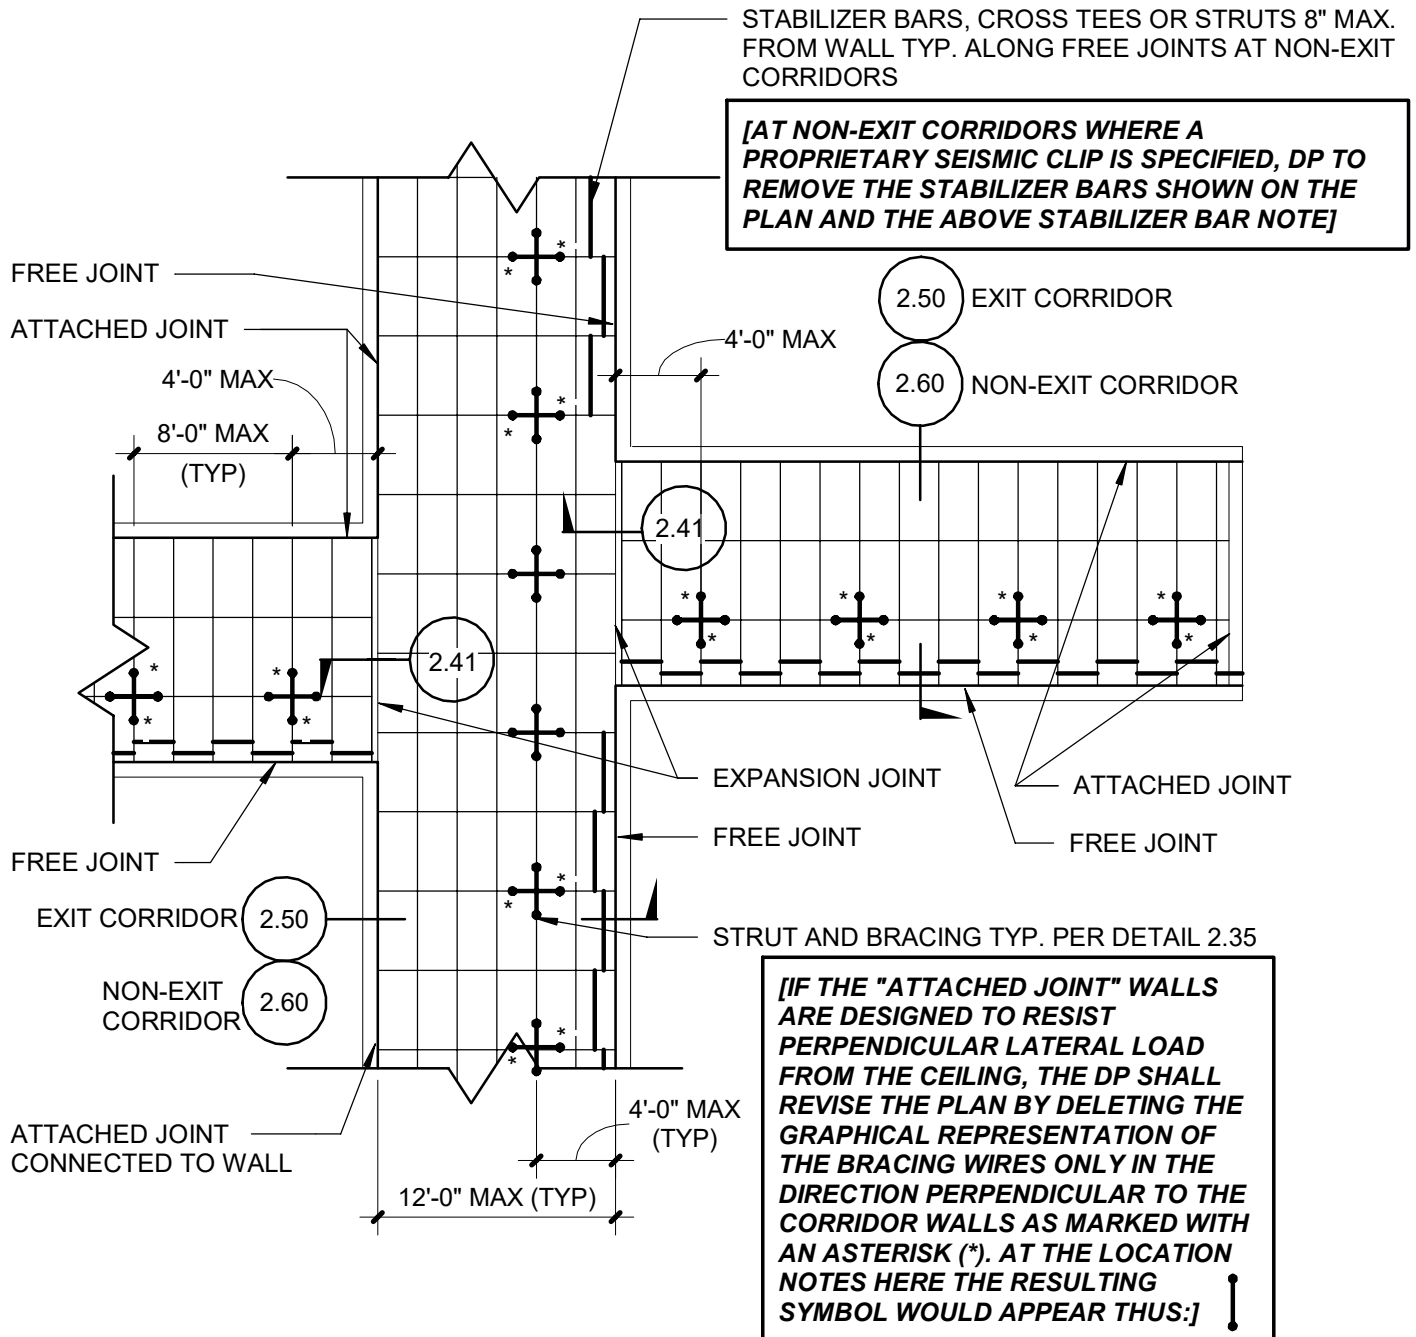 STABILIZER BARS, CROSS TEES OR STRUTS 8" MAX.
FROM WALL TYP. ALONG FREE JOINTS AT NON-EXIT
CORRIDORS
[AT NON-EXIT CORRIDORS WHERE A
PROPRIETARY SEISMIC CLIP IS SPECIFIED, DP TO
REMOVE THE STABILIZER BARS SHOWN ON THE
PLAN AND THE ABOVE STABILIZER BAR NOTE]
FREE JOINT
ATTACHED JOINT
4'-0" MAX
8'-0" MAX
(TYP)
2.50
EXIT CORRIDOR
4'-0" MAX
2.60
NON-EXIT CORRIDOR
* *
* *
2.41
* * * *
* * * *
2.41
* *
* *
EXPANSION JOINT
ATTACHED JOINT
FREE JOINT
FREE JOINT
FREE JOINT
EXIT CORRIDOR
2.50
NON-EXIT
CORRIDOR
2.60
* *
* *
STRUT AND BRACING TYP. PER DETAIL 2.35
[IF THE "ATTACHED JOINT" WALLS
ARE DESIGNED TO RESIST
PERPENDICULAR LATERAL LOAD
FROM THE CEILING, THE DP SHALL
REVISE THE PLAN BY DELETING THE
GRAPHICAL REPRESENTATION OF
THE BRACING WIRES ONLY IN THE
DIRECTION PERPENDICULAR TO THE
CORRIDOR WALLS AS MARKED WITH
AN ASTERISK (*). AT THE LOCATION
NOTES HERE THE RESULTING
SYMBOL WOULD APPEAR THUS:]
ATTACHED JOINT
CONNECTED TO WALL
4'-0" MAX
(TYP)
12'-0" MAX (TYP)